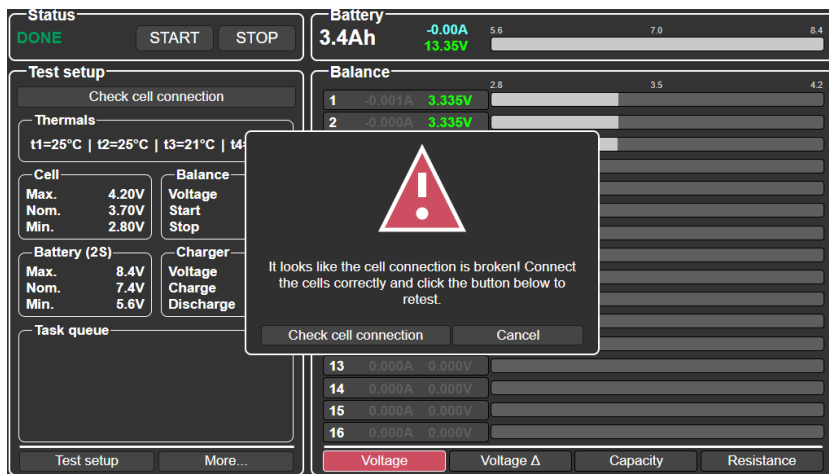 Status
DONE START STOP
Battery
3.4Ah -0.00A 13.35V
5.6 7.0 8.4
Test setup
Check cell connection
Thermals
t1=25°C | t2=25°C | t3=21°C | t4
Cell
Max. 4.20V
Nom. 3.70V
Min. 2.80V
Balance
Voltage
Start
Stop
Battery (2S)
Max. 8.4V
Nom. 7.4V
Min. 5.6V
Charger
Voltage
Charge
Discharge
Task queue
Test setup More...
Balance
2.8 3.5 4.2
1 -0.001A 3.335V
2 -0.000A 3.335V
It looks like the cell connection is broken! Connect
the cells correctly and click the button below to
retest.
Check cell connection Cancel
13 0.000A 0.000V
14 0.000A 0.000V
15 0.000A 0.000V
16 0.000A 0.000V
Voltage Voltage Δ Capacity Resistance